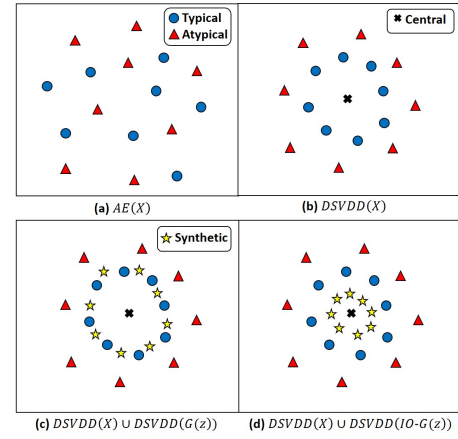 Typical
Atypical
Central
(a) AE(X)
(b) DSVDD(X)
Synthetic
(c) DSVDD(X) ∪ DSVDD(G(z))
(d) DSVDD(X) ∪ DSVDD(IO-G(z))